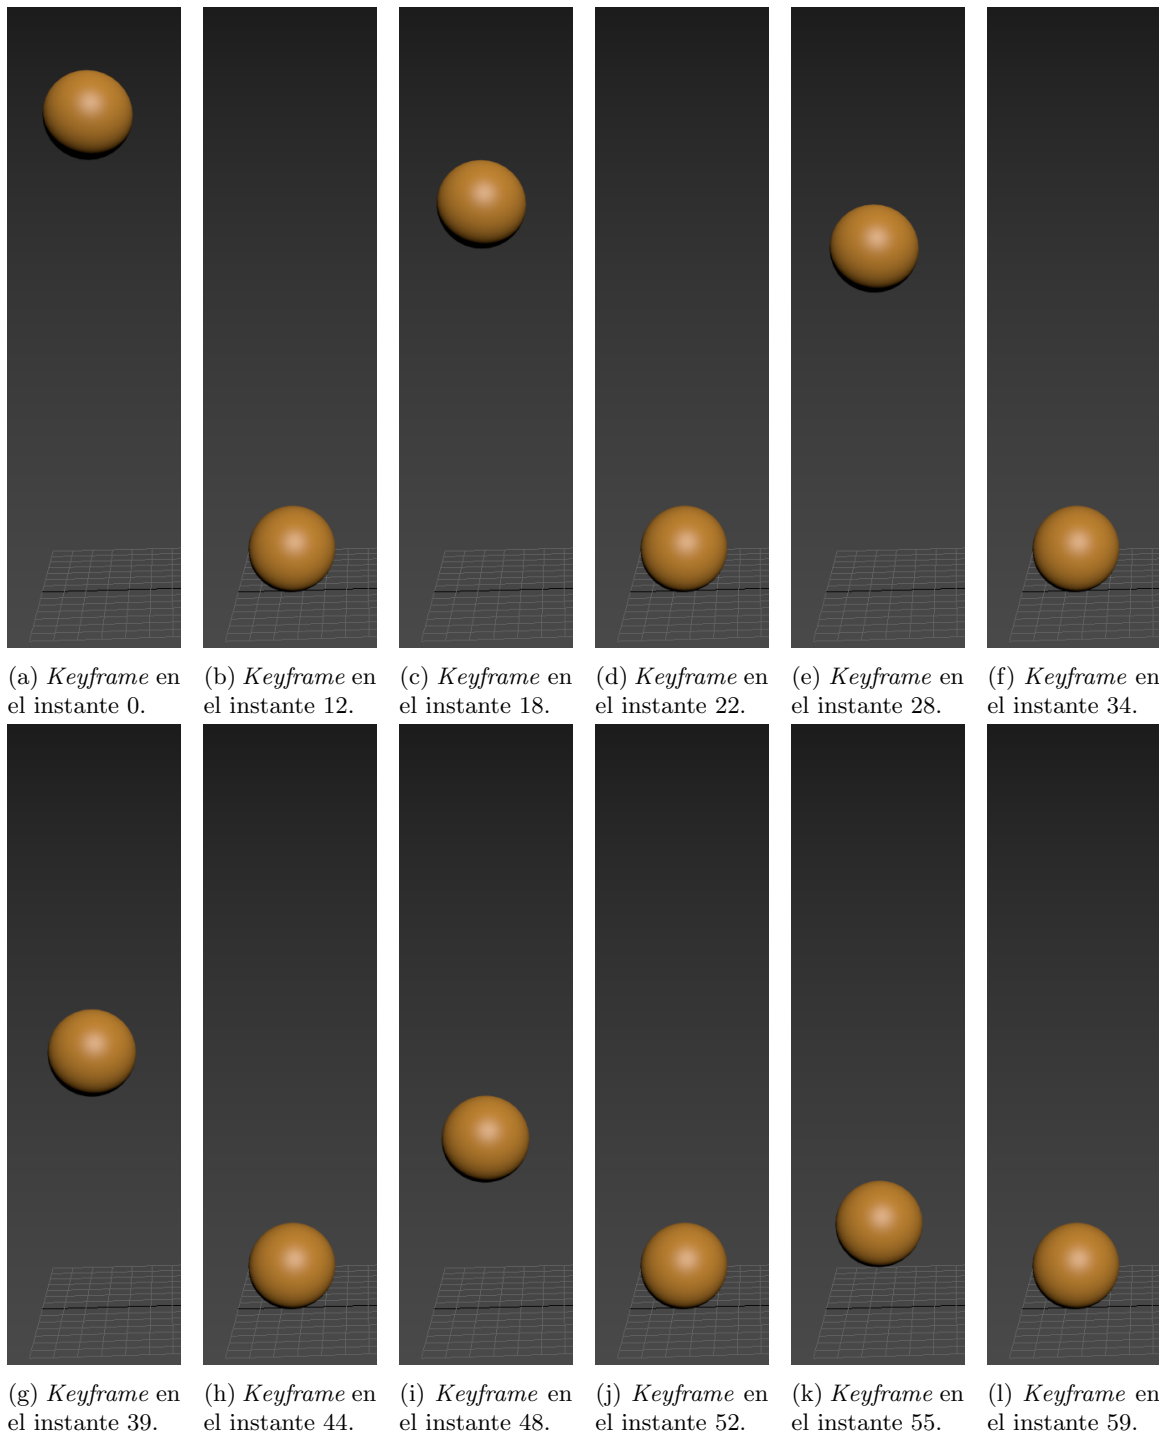 (a) Keyframe en
el instante 0.
(b) Keyframe en
el instante 12.
(c) Keyframe en
el instante 18.
(d) Keyframe en
el instante 22.
(e) Keyframe en
el instante 28.
(f) Keyframe en
el instante 34.
(g) Keyframe en
el instante 39.
(h) Keyframe en
el instante 44.
(i) Keyframe en
el instante 48.
(j) Keyframe en
el instante 52.
(k) Keyframe en
el instante 55.
(l) Keyframe en
el instante 59.